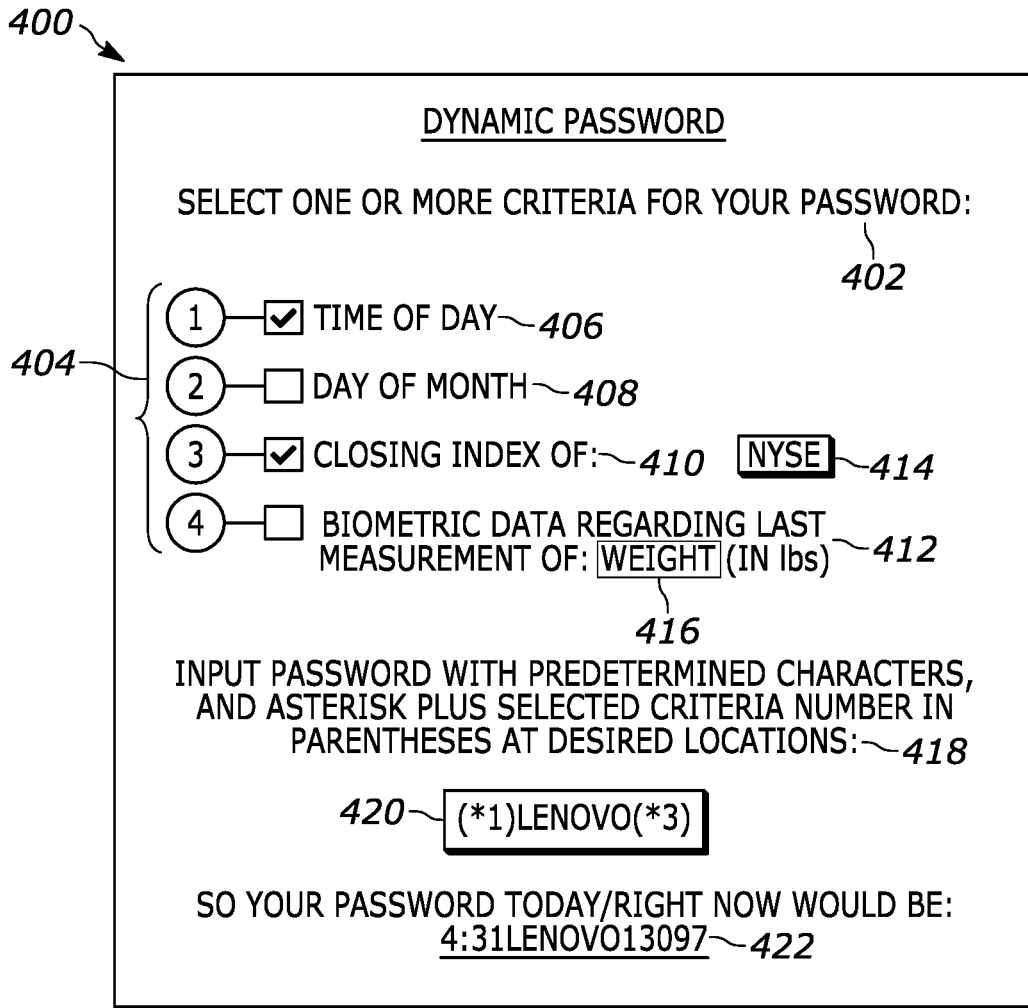 400
DYNAMIC PASSWORD
SELECT ONE OR MORE CRITERIA FOR YOUR PASSWORD:
402
404
1 TIME OF DAY 406
2 DAY OF MONTH 408
3 CLOSING INDEX OF: 410 NYSE 414
4 BIOMETRIC DATA REGARDING LAST
MEASUREMENT OF: WEIGHT (IN lbs) 412
416
INPUT PASSWORD WITH PREDETERMINED CHARACTERS,
AND ASTERISK PLUS SELECTED CRITERIA NUMBER IN
PARENTHESES AT DESIRED LOCATIONS: 418
420 (*1)LENOVO(*3)
SO YOUR PASSWORD TODAY/RIGHT NOW WOULD BE:
4:31LENOVO13097 422